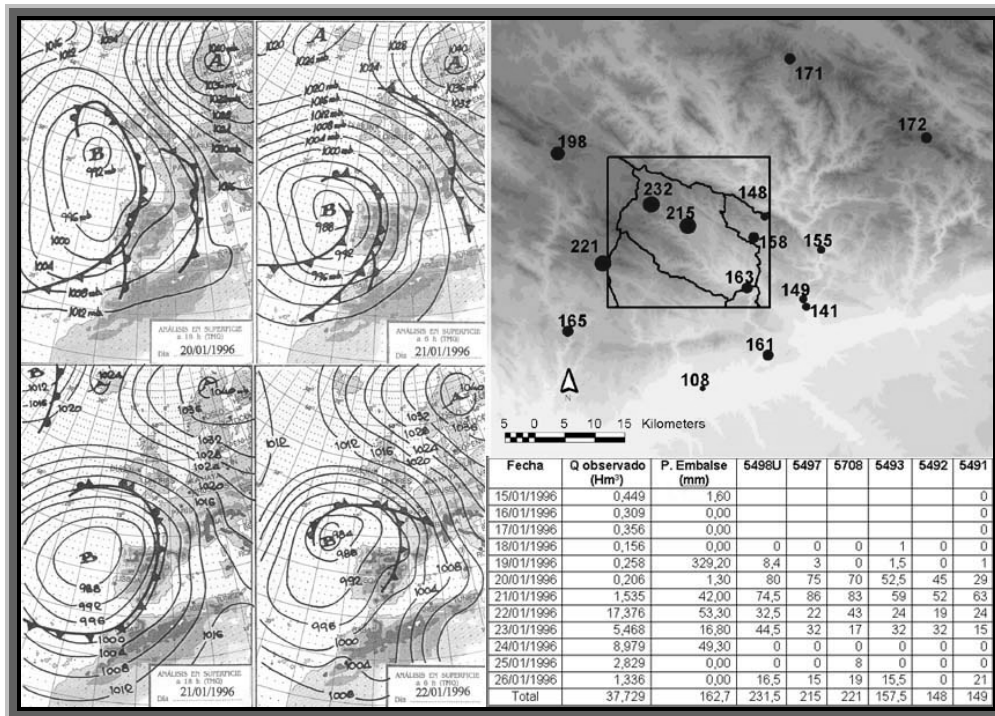 1016
1012
1024
1040 mb
A
1036 mb
B
992 mb
996 mb
1000
1004
1008 mb
1012 mb
1016
ANÁLISIS EN SUPERFICIE
a 18 h (TMG)
Día 20/01/1996
1020
A
1028
1024 mb
1024
1040
A
1036 mb
1032
1020 mb
1016 mb
1012 mb
1008 mb
1004 mb
1000 mb
B
988
992
996 mb
ANÁLISIS EN SUPERFICIE
a 6 h (TMG)
Día 21/01/1996
B
1012
1016
1020
1024
1040 mb
1036
1032
1028
1024
1020
1016
B
988
992
996
1000
1004
1008
1012
1016
ANÁLISIS EN SUPERFICIE
a 18 h (TMG)
Día 21/01/1996
1040
1012
1032
1028
1036
1012
1016
1024
1020
B
984
988
992
996
1000
1004
1008
1008
1004
ANÁLISIS EN SUPERFICIE
a 6 h (TMG)
Día 22/01/1996
171
172
198
232
148
215
158
155
221
163
149
141
165
161
108
N
5 0 5 10 15 Kilometers
Fecha Q observado (Hm³) P. Embalse (mm) 5498U 5497 5708 5493 5492 5491
15/01/1996 0,449 1,60 0
16/01/1996 0,309 0,00 0
17/01/1996 0,356 0,00 0
18/01/1996 0,156 0,00 0 0 0 1 0 0
19/01/1996 0,258 329,20 8,4 3 0 1,5 0 1
20/01/1996 0,206 1,30 80 75 70 52,5 45 29
21/01/1996 1,535 42,00 74,5 86 83 59 52 63
22/01/1996 17,376 53,30 32,5 22 43 24 19 24
23/01/1996 5,468 16,80 44,5 32 17 32 32 15
24/01/1996 8,979 49,30 0 0 0 0 0 0
25/01/1996 2,829 0,00 0 0 8 0 0 0
26/01/1996 1,336 0,00 16,5 15 19 15,5 0 21
Total 37,729 162,7 231,5 215 221 157,5 148 149